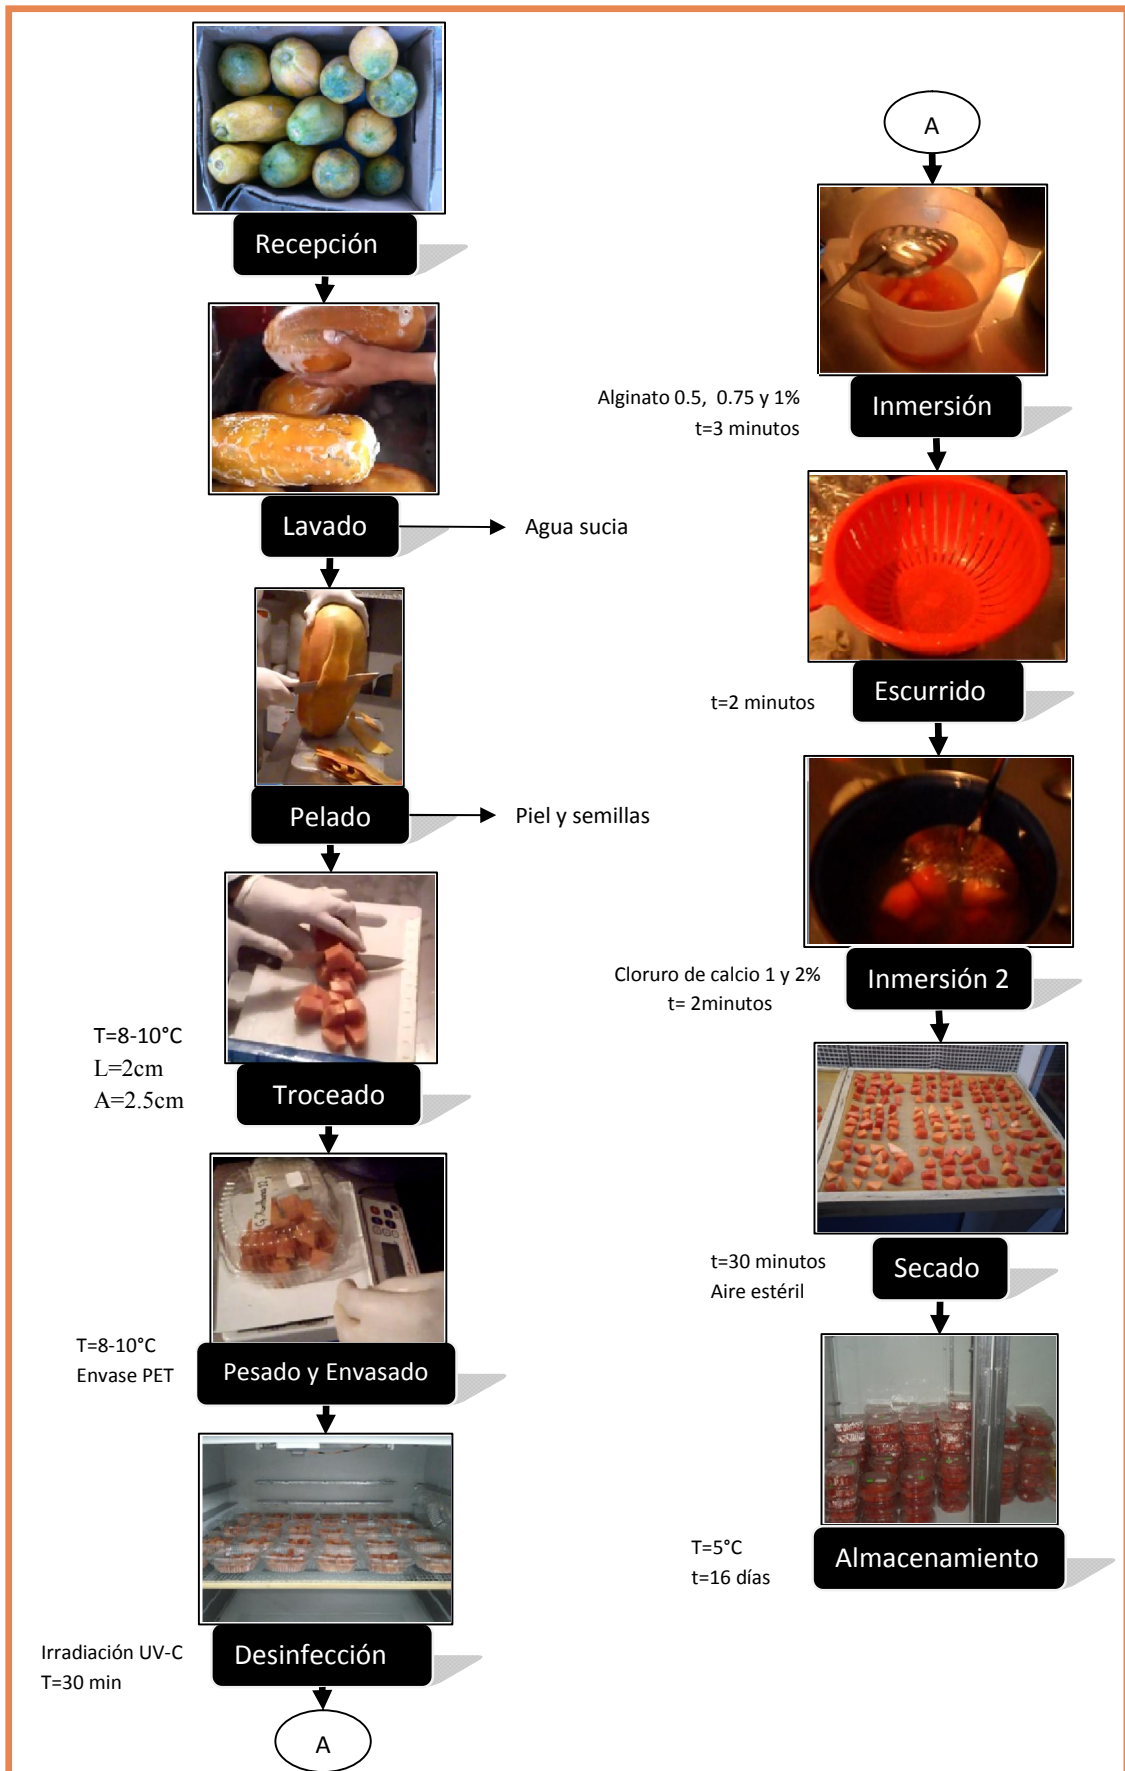 Recepción
Lavado
Agua sucia
Pelado
Piel y semillas
T=8-10°C
L=2cm
A=2.5cm
Troceado
T=8-10°C
Envase PET
Pesado y Envasado
Irradiación UV-C
T=30 min
Desinfección
A
A
Alginato 0.5, 0.75 y 1%
t=3 minutos
Inmersión
t=2 minutos
Escurrido
Cloruro de calcio 1 y 2%
t= 2minutos
Inmersión 2
t=30 minutos
Aire estéril
Secado
T=5°C
t=16 días
Almacenamiento